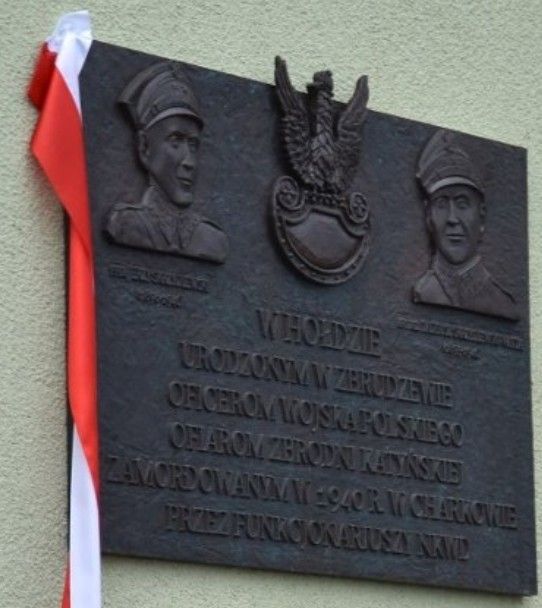 W HOŁDZIE
URODZONYM W ZBRUDZEWIE
OFICEROM WOJSKA POLSKIEGO
OFIAROM ZBRODNI KATYŃSKIEJ
ZAMORDOWANYM W 1940 R. W CHARKOWIE
PRZEZ FUNKCJONARIUSZY NKWD